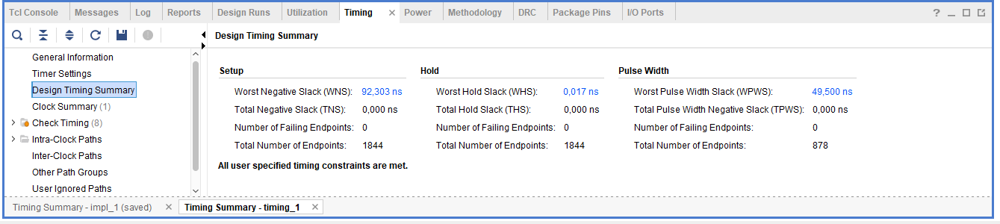 Tcl Console Messages Log Reports Design Runs Utilization Timing × Power Methodology DRC Package Pins I/O Ports ?
Design Timing Summary
General Information
Timer Settings
Design Timing Summary
Clock Summary (1)
Check Timing (8)
Intra-Clock Paths
Inter-Clock Paths
Other Path Groups
User Ignored Paths
Setup Hold Pulse Width
Worst Negative Slack (WNS): 92,303 ns Worst Hold Slack (WHS): 0,017 ns Worst Pulse Width Slack (WPWS): 49,500 ns
Total Negative Slack (TNS): 0,000 ns Total Hold Slack (THS): 0,000 ns Total Pulse Width Negative Slack (TPWS): 0,000 ns
Number of Failing Endpoints: 0 Number of Failing Endpoints: 0 Number of Failing Endpoints: 0
Total Number of Endpoints: 1844 Total Number of Endpoints: 1844 Total Number of Endpoints: 878
All user specified timing constraints are met.
Timing Summary - impl_1 (saved) × Timing Summary - timing_1 ×